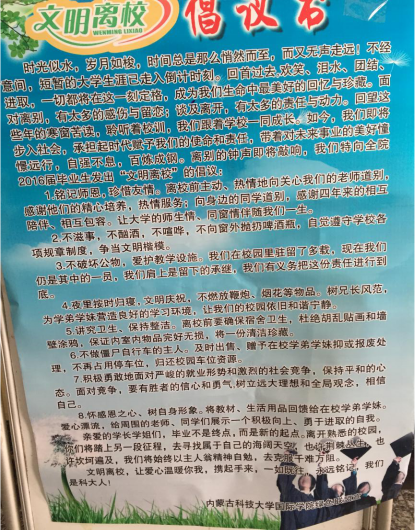 文明离校
WENMING LIXIAO
倡议书
时光似水，岁月如梭，时间总是那么悄然而至，而又无声走远！不经
意间，短暂的大学生涯已走入倒计时刻。回首过去，欢笑、泪水、团结、
进取，一切都将在这一刻定格，成为我们生命中最美好的回忆与珍藏。面
对离别，有太多的感伤与留恋；谈及离开，有太多的责任与动力。回望这
些年的寒窗苦读，聆听着校训，我们跟着学校一同成长。如今，我们即将
步入社会，承担起时代赋予我们的使命和责任，带着对未来事业的美好憧
憬远行，自强不息，百炼成钢。离别的钟声即将敲响，我们特向全院
2016届毕业生发出“文明离校”的倡议：
1.铭记师恩，珍惜友情。离校前主动、热情地向关心我们的老师道别，
感谢他们的精心培养，热情服务；向身边的同学道别，感谢四年来的相互
陪伴、相互包容，让大学的师生情、同窗情伴随我们一生。
2.不滋事，不酗酒，不喧哗，不向窗外抛扔啤酒瓶，自觉遵守学校各
项规章制度，争当文明楷模。
3.不破坏公物，爱护教学设施。我们在校园里驻留了多载，现在我们
仍是其中的一员，我们肩上是留下的承继，我们有义务把这份责任进行到
底。
4.夜里按时归寝，文明庆祝，不燃放鞭炮、烟花等物品。树兄长风范，
为学弟学妹营造良好的学习环境，让我们的校园依旧和谐宁静。
5.讲究卫生，保持整洁。离校前要确保宿舍卫生，杜绝胡乱贴画和墙
壁涂鸦，保证内室内物品完好无损，将一份清洁珍藏。
6.不做僵尸自行车的主人。及时出售、赠予在校学弟学妹抑或报废处
理，不再占用停车位，归还校园车位资源。
7.积极勇敢地面对严峻的就业形势和激烈的社会竞争，保持平和的心
态。面对竞争，要有胜者的信心和勇气，树立远大理想和全局观念，相信
自己。
8.怀感恩之心，树自身形象。将教材、生活用品回馈给在校学弟学妹。
爱心漂流，给周围的老师、同学们展示一个积极向上、勇于进取的自我。
亲爱的学长学姐们，毕业不是终点，而是新的起点。离开熟悉的校园，
你们将踏上另一段征程，去寻找属于自己的海阔天空，也许荆棘丛生，也
许坎坷遍及，我们将始终以主人翁精神自勉，去克服千难万阻。
文明离校，让爱心温暖你我，携起手来，一如既往，永远铭记，我们
是科大人！
内蒙古科技大学国际学院